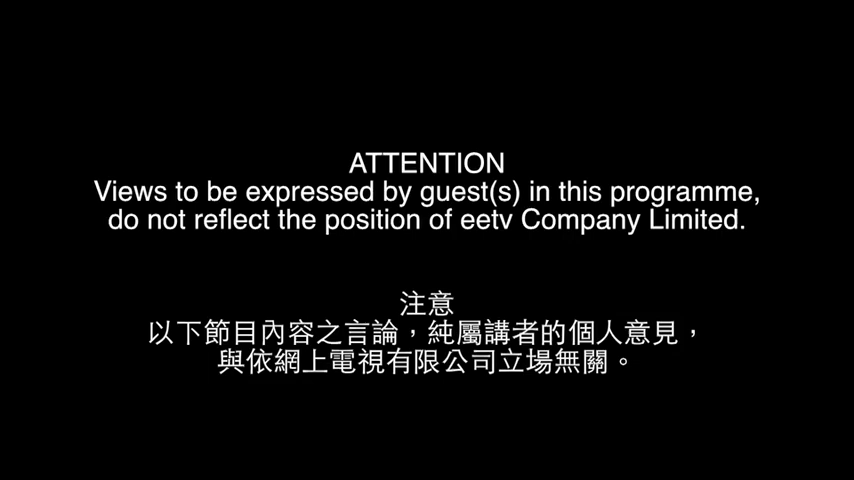 ATTENTION
Views to be expressed by guest(s) in this programme,
do not reflect the position of eetv Company Limited.
注意
以下節目內容之言論，純屬講者的個人意見，
與依網上電視有限公司立場無關。